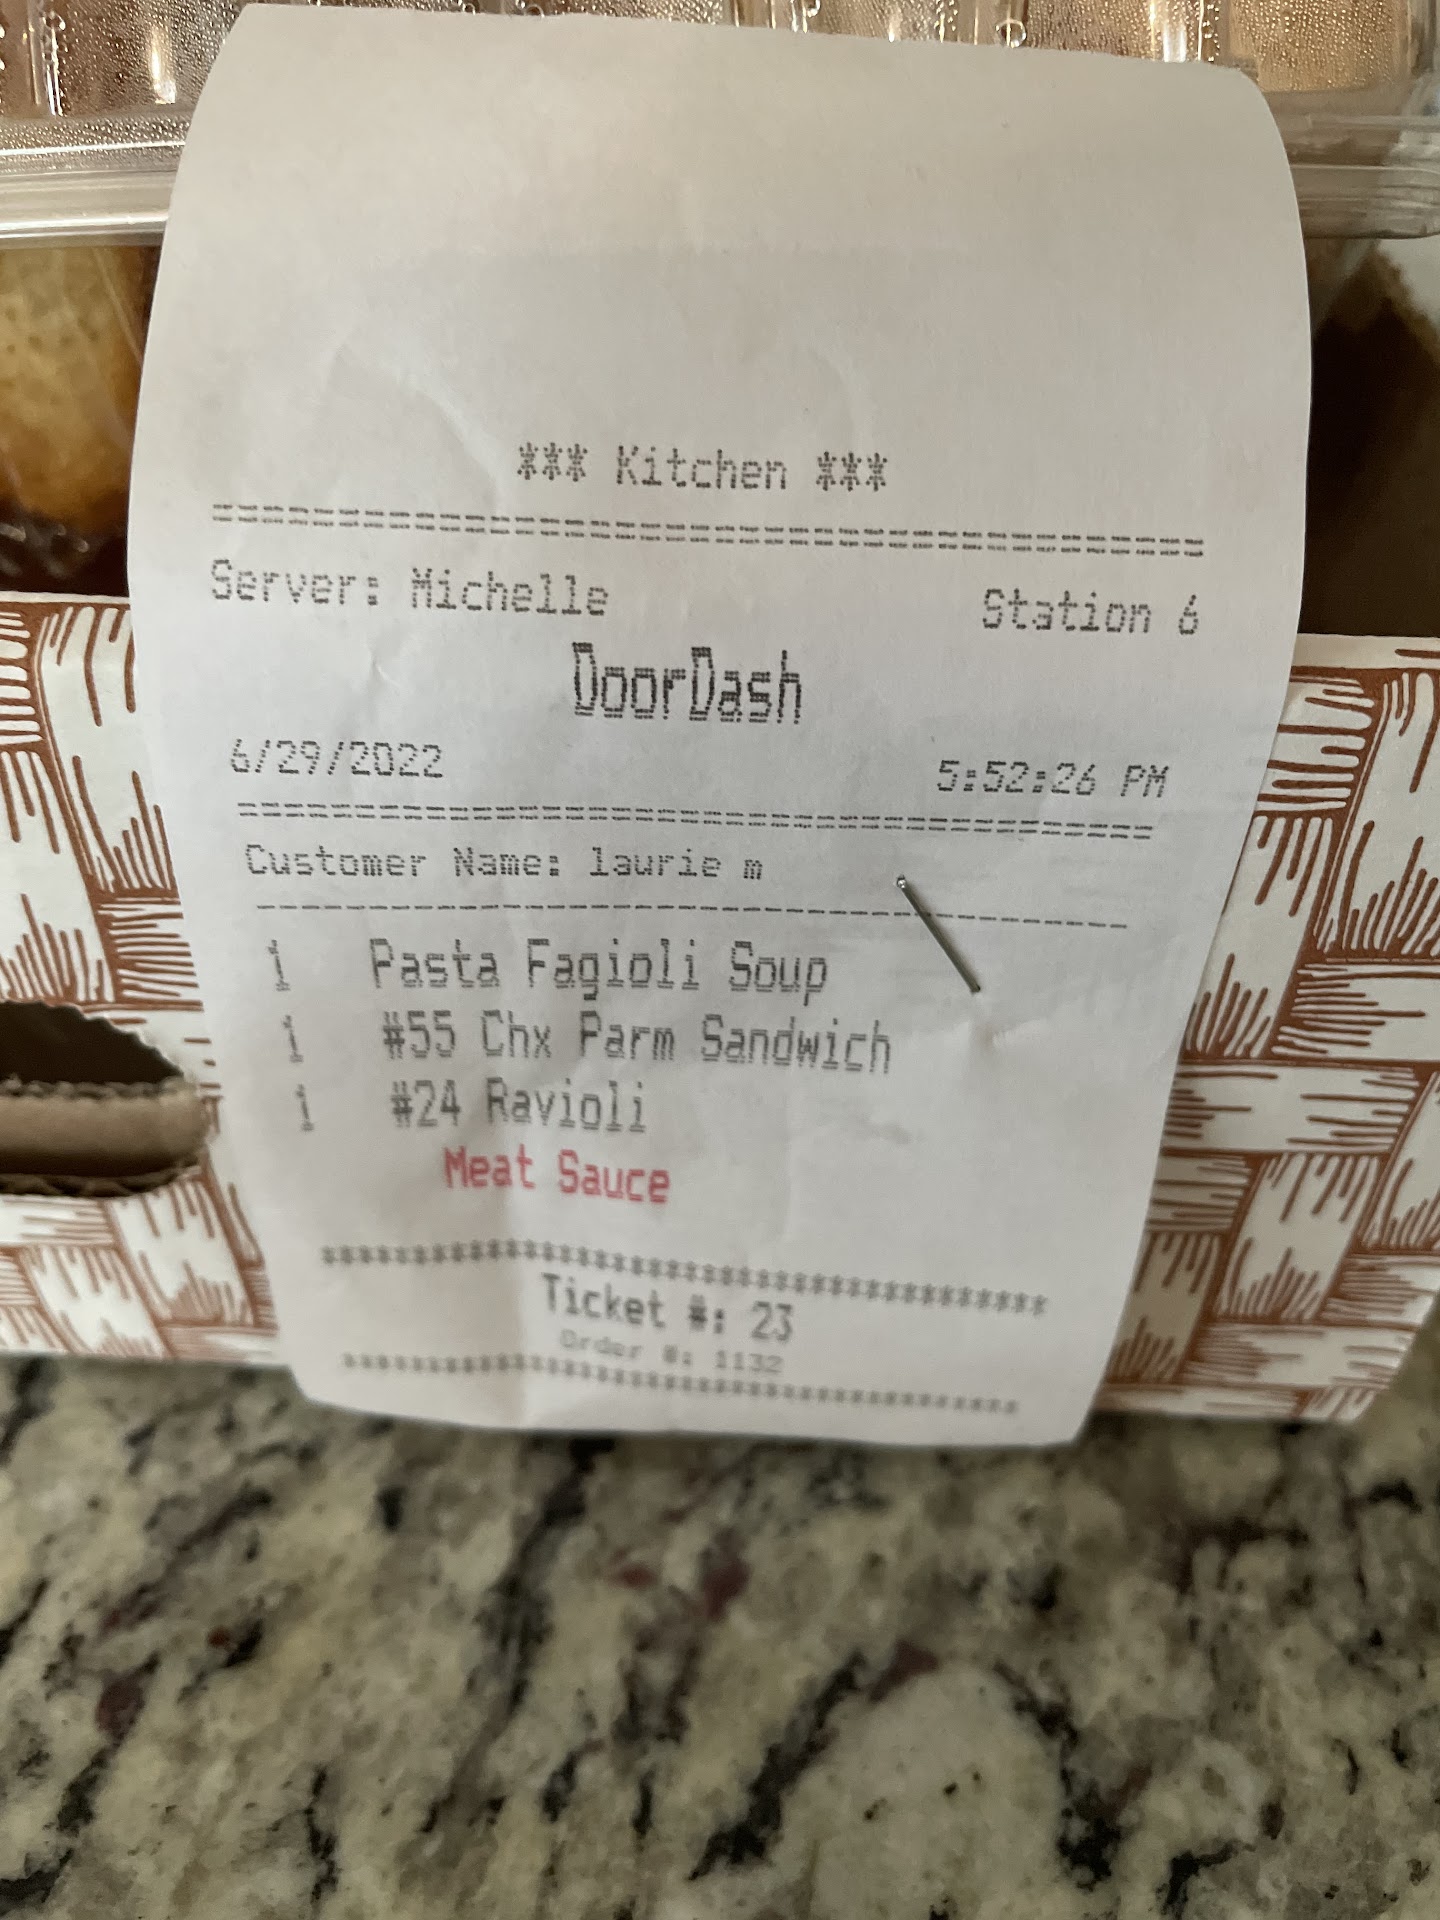 *** Kitchen ***
Server: Michelle Station 6
DoorDash
6/29/2022 5:52:26 PM
Customer Name: laurie m
1 Pasta Fagioli Soup
1 #55 Chx Parm Sandwich
1 #24 Ravioli
Meat Sauce
Ticket #: 23
Order #: 1132